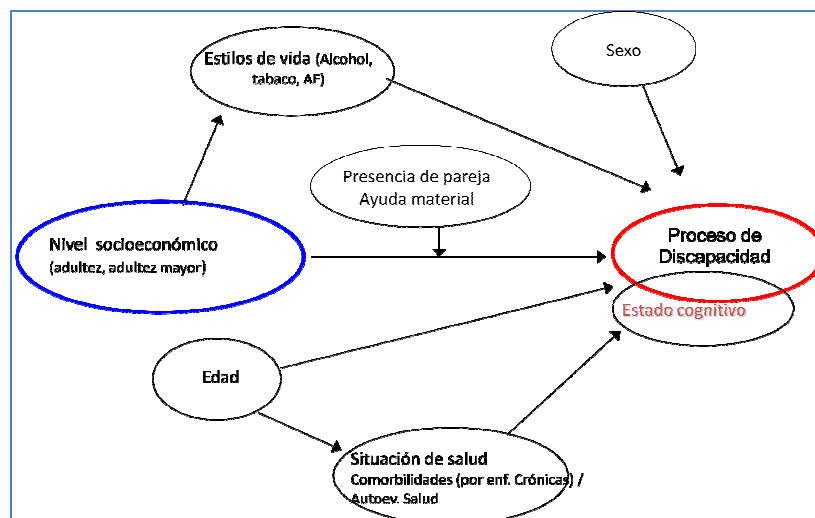 Estilos de vida (Alcohol,
tabaco, AF)
Sexo
Presencia de pareja
Ayuda material
Nivel socioeconómico
(adultez, adultez mayor)
Proceso de
Discapacidad
Estado cognitivo
Edad
Situación de salud
Comorbilidades (por enf. Crónicas) /
Autoev. Salud